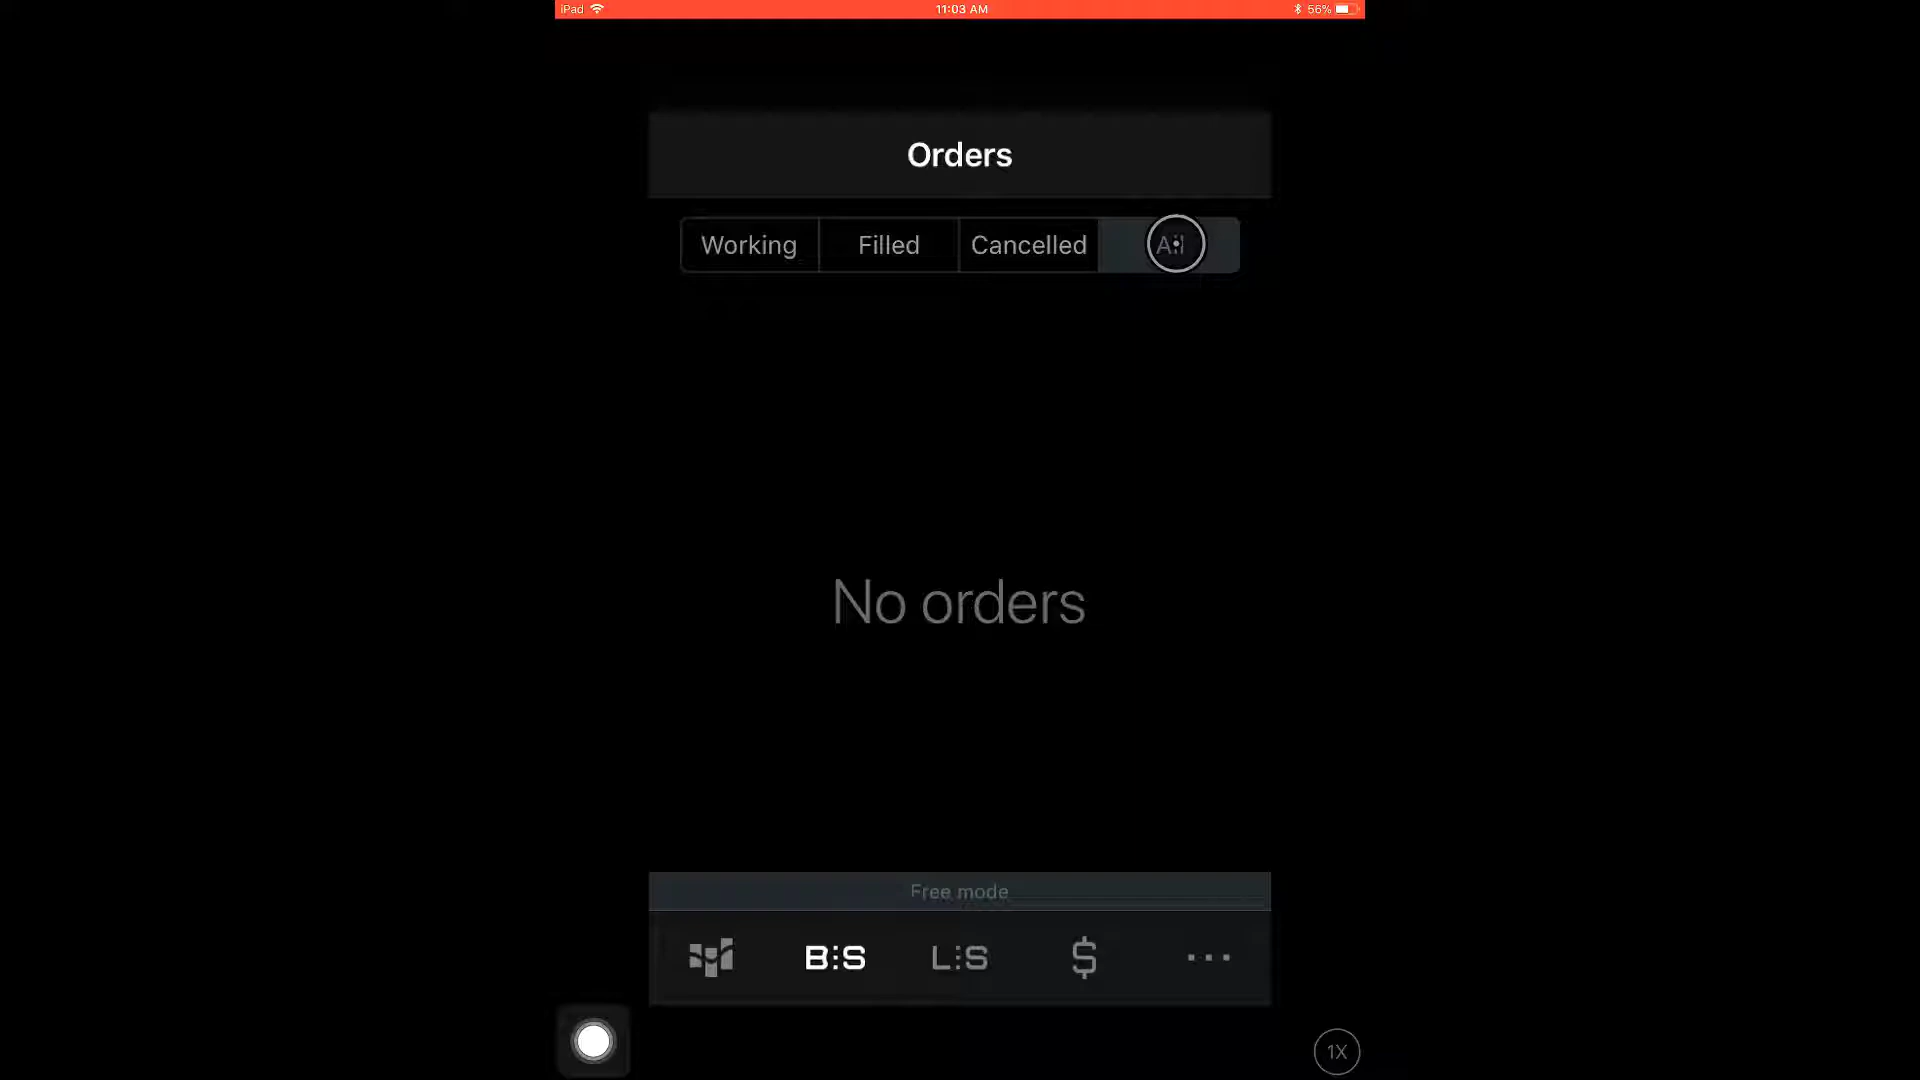 iPad 11:03 AM 56%
Orders
Working Filled Cancelled All
No orders
Free mode
B:S L:S $ ...
1X